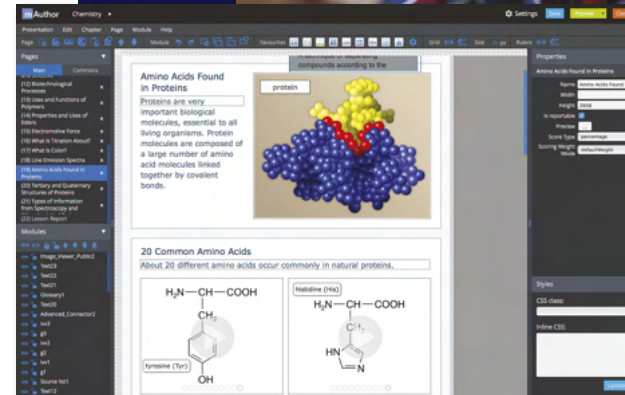 mAuthor
Chemistry
Settings
Save
Preview
Presentation Edit Chapter Page Module Help
Page
Module
Favourites
Grid
Size
px
Rulers
Pages
Main
Commons
(12) Biotechnological
Processes
(13) Uses and Functions of
Polymers
(14) Properties and Uses of
Esters
(15) Electromotive Force
(16) What is Titration About?
(17) What is Color?
(18) Line Emission Spectra
(19) Amino Acids Found in
Proteins
(20) Tertiary and Quaternary
Structures of Proteins
(21) Types of Information
from Spectroscopy and
(22) Lesson Report
Modules
Image_Viewer_Public2
Text23
Text22
Text21
Glossary1
Text20
Advanced_Connector2
iw3
g3
iw2
g2
iw1
g1
Source list1
Text12
compounds according to the
Amino Acids Found
in Proteins
Proteins are very
important biological
molecules, essential to all
living organisms. Protein
molecules are composed of
a large number of amino
acid molecules linked
together by covalent
bonds.
protein
20 Common Amino Acids
About 20 different amino acids occur commonly in natural proteins.
H₂N—CH—COOH
CH₂
OH
tyrosine (Tyr)
histidine (His)
H₂N—CH—COOH
CH₂
HN
N
Properties
Amino Acids Found in Proteins
Name Amino Acids Found
Width
Height 2898
Is reportable
Preview
Score Type percentage
Scoring Weight
Mode defaultWeight
Styles
CSS class:
Inline CSS: